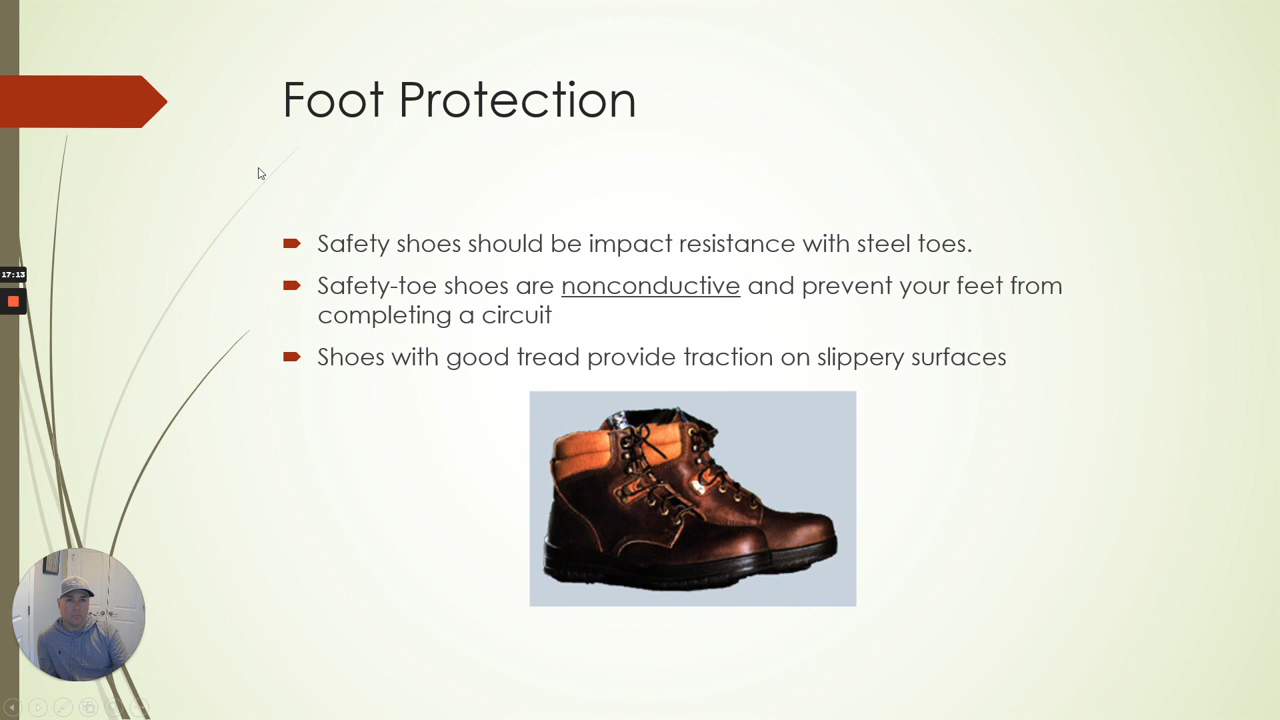 Foot Protection
Safety shoes should be impact resistance with steel toes.
17:13
Safety-toe shoes are nonconductive and prevent your feet from
completing a circuit
Shoes with good tread provide traction on slippery surfaces